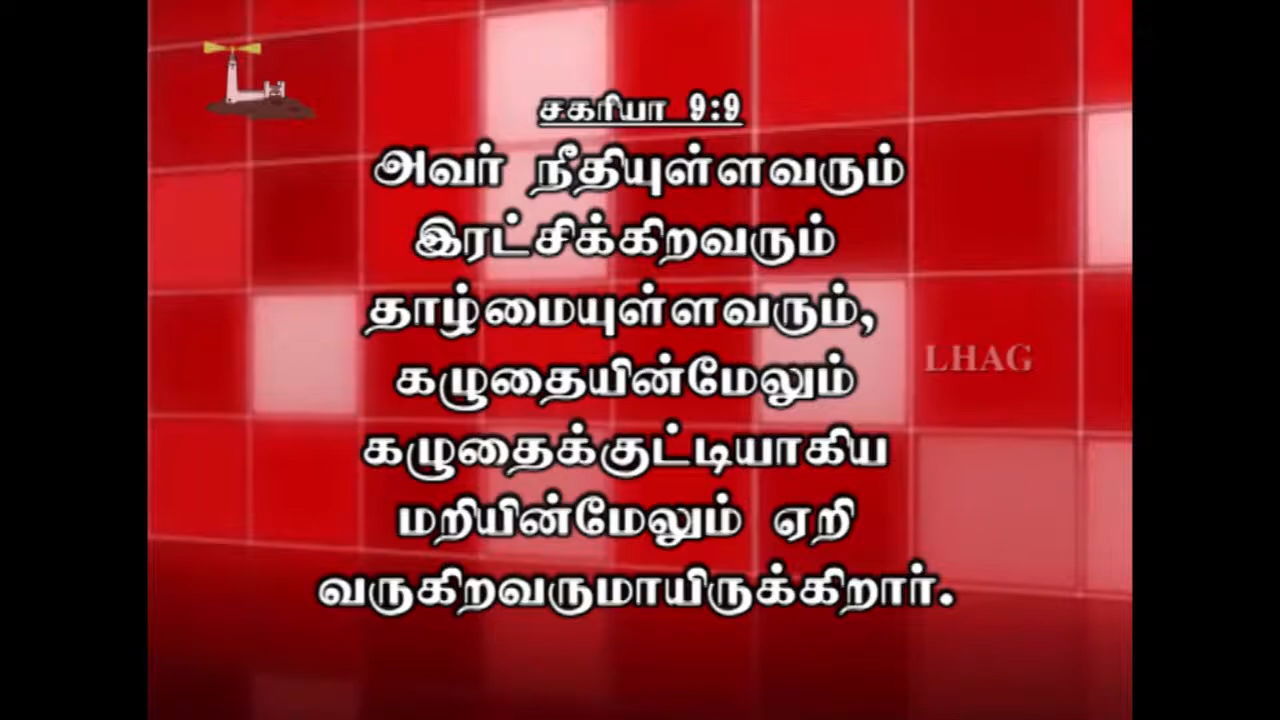 சகரியா 9:9
அவர் நீதியுள்ளவரும்
இரட்சிக்கிறவரும்
தாழ்மையுள்ளவரும்,
கழுதையின்மேலும்
LHAG
கழுதைக்குட்டியாகிய
மறியின்மேலும் ஏறி
வருகிறவருமாயிருக்கிறார்.